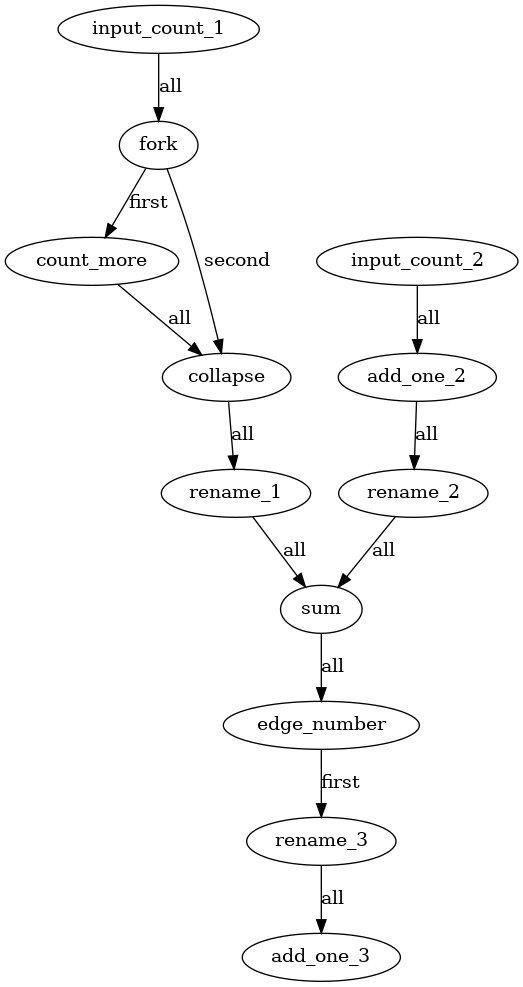 input_count_1
all
fork
first
count_more
second
input_count_2
all
all
collapse
add_one_2
all
all
rename_1
rename_2
all
all
sum
all
edge_number
first
rename_3
all
add_one_3